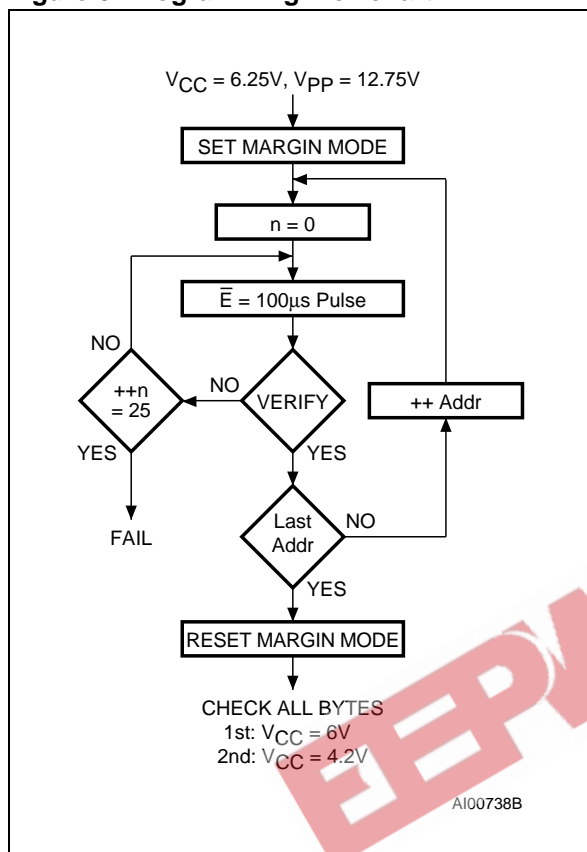 VCC = 6.25V, VPP = 12.75V
SET MARGIN MODE
n = 0
E̅ = 100µs Pulse
NO
++n
= 25
NO
VERIFY
++ Addr
YES
YES
FAIL
Last
Addr
NO
YES
RESET MARGIN MODE
CHECK ALL BYTES
1st: VCC = 6V
2nd: VCC = 4.2V
AI00738B
EEPW